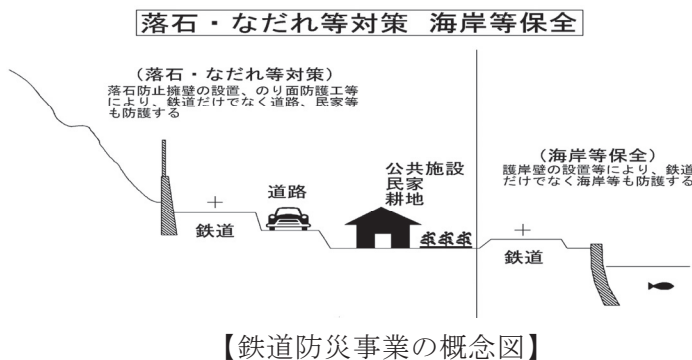 落石・なだれ等対策 海岸等保全
(落石・なだれ等対策)
落石防止擁壁の設置、のり面防護工等
により、鉄道だけでなく道路、民家等
も防護する
公共施設
民家
耕地
道路
鉄道
(海岸等保全)
護岸壁の設置等により、鉄道
だけでなく海岸等も防護する
鉄道
【鉄道防災事業の概念図】